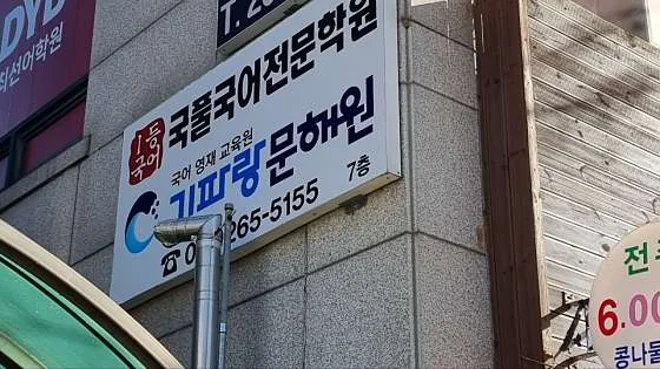 DYB
최선어학원
T.2
1등
국어
국풀국어전문학원
국어 영재 교육원
기파랑문해원
7층
265-5155
전
6.00
콩나물